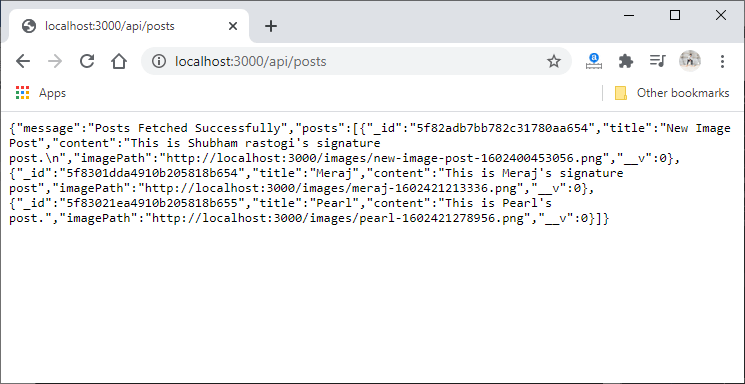 localhost:3000/api/posts
localhost:3000/api/posts
Apps
Other bookmarks
{"message":"Posts Fetched Successfully","posts":[{"_id":"5f82adb7bb782c31780aa654","title":"New Image
Post","content":"This is Shubham rastogi's signature
post.\n","imagePath":"http://localhost:3000/images/new-image-post-1602400453056.png","__v":0},
{"_id":"5f8301dda4910b205818b654","title":"Meraj","content":"This is Meraj's signature
post","imagePath":"http://localhost:3000/images/meraj-1602421213336.png","__v":0},
{"_id":"5f83021ea4910b205818b655","title":"Pearl","content":"This is Pearl's
post.","imagePath":"http://localhost:3000/images/pearl-1602421278956.png","__v":0}]}